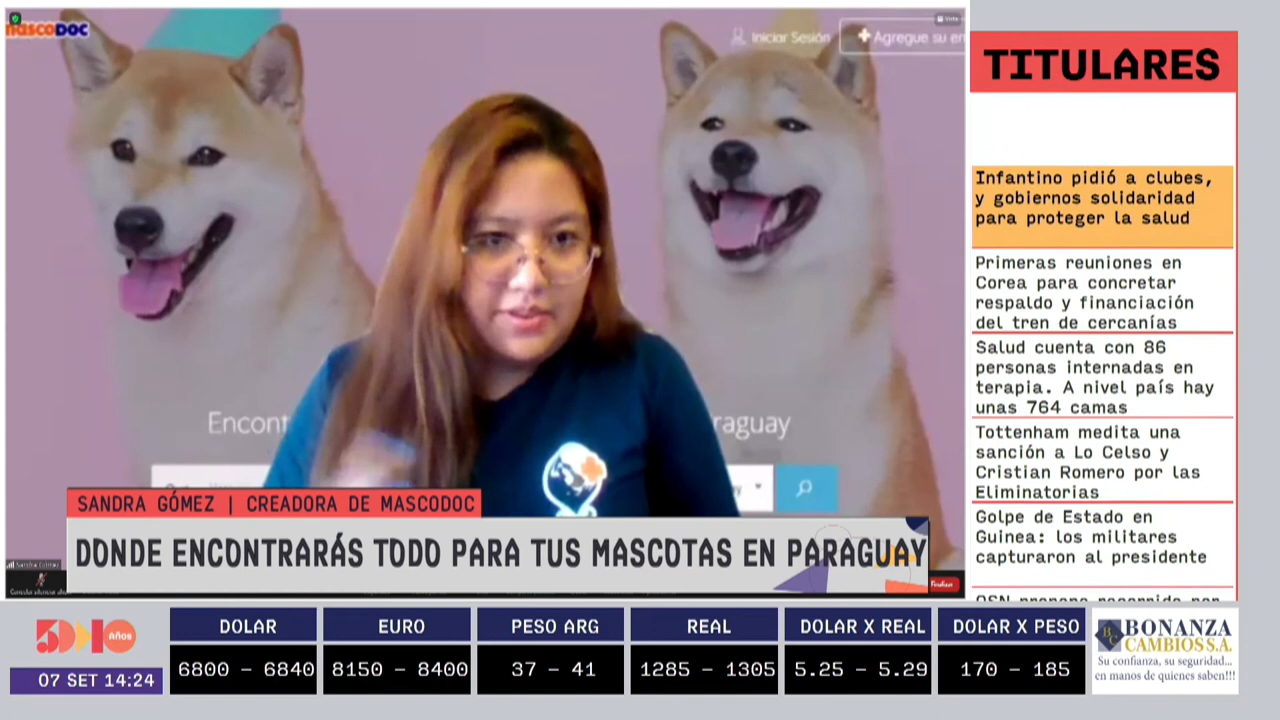 mascoDOC
Iniciar Sesión
Agregue su en
TITULARES
Infantino pidió a clubes,
y gobiernos solidaridad
para proteger la salud
Primeras reuniones en
Corea para concretar
respaldo y financiación
del tren de cercanías
Salud cuenta con 86
personas internadas en
terapia. A nivel país hay
unas 764 camas
Tottenham medita una
sanción a Lo Celso y
Cristian Romero por las
Eliminatorias
Golpe de Estado en
Guinea: los militares
capturaron al presidente
Encont
raguay
SANDRA GÓMEZ | CREADORA DE MASCODOC
DONDE ENCONTRARÁS TODO PARA TUS MASCOTAS EN PARAGUAY
AÑOS
07 SET 14:24
DOLAR
6800 - 6840
EURO
8150 - 8400
PESO ARG
37 - 41
REAL
1285 - 1305
DOLAR X REAL
5.25 - 5.29
DOLAR X PESO
170 - 185
BONANZA
CAMBIOS S.A.
Su confianza, su seguridad...
en manos de quienes saben!!!